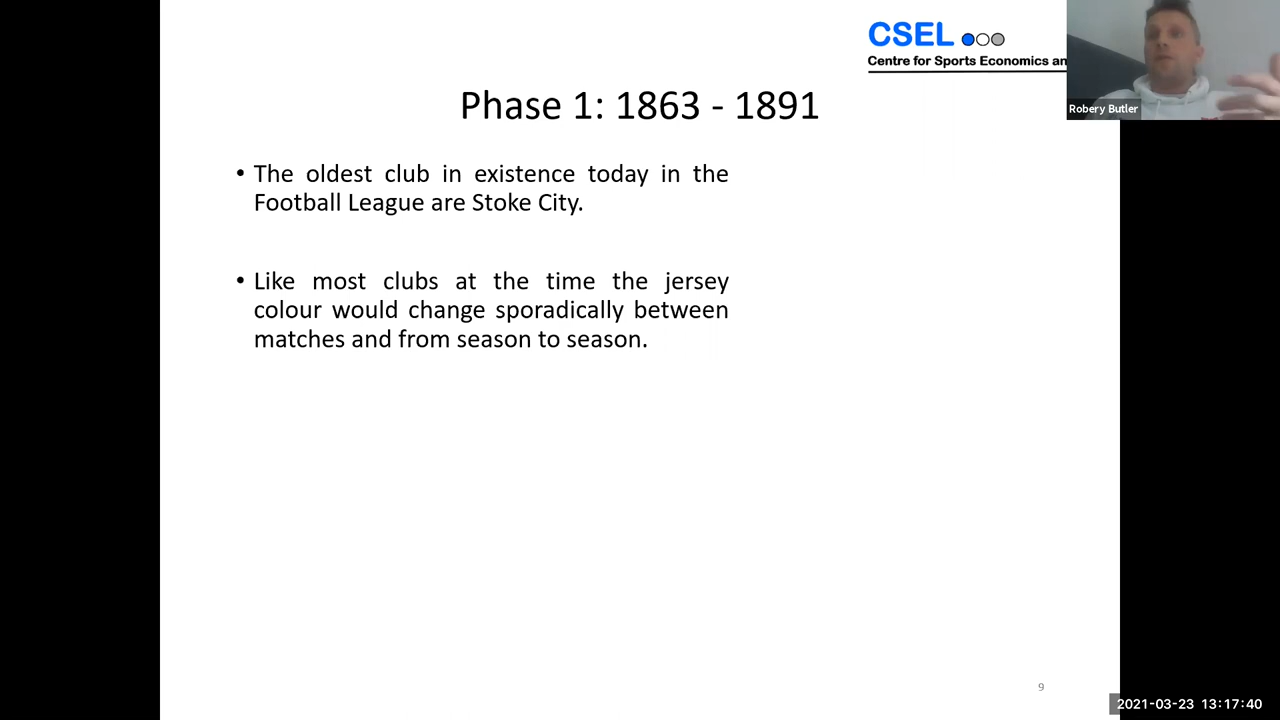 CSEL
Centre for Sports Economics an
Robery Butler
Phase 1: 1863 - 1891
• The oldest club in existence today in the
Football League are Stoke City.
• Like most clubs at the time the jersey
colour would change sporadically between
matches and from season to season.
9
2021-03-23 13:17:40